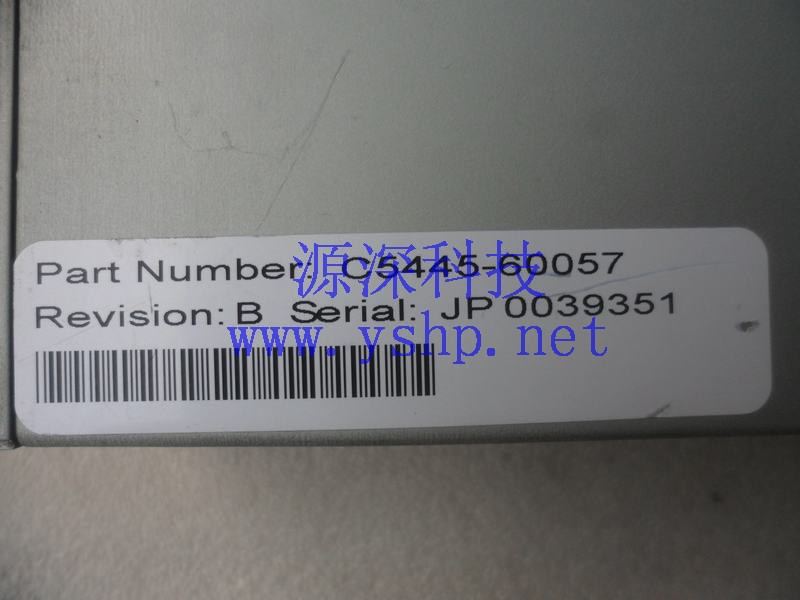 源深科技
Part Number: C5445-60057
Revision: B Serial: JP 0039351
www.yshp.net